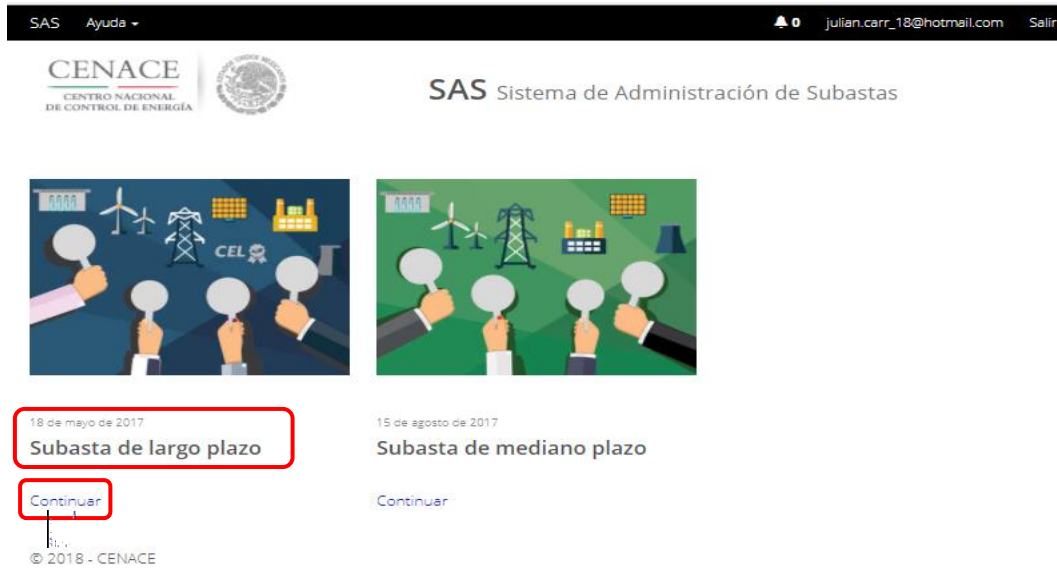 SAS Ayuda 0 julian.carr_18@hotmail.com Salir
CENACE
CENTRO NACIONAL
DE CONTROL DE ENERGÍA
SAS Sistema de Administración de Subastas
CEL
18 de mayo de 2017
Subasta de largo plazo
Continuar
15 de agosto de 2017
Subasta de mediano plazo
Continuar
© 2018 - CENACE